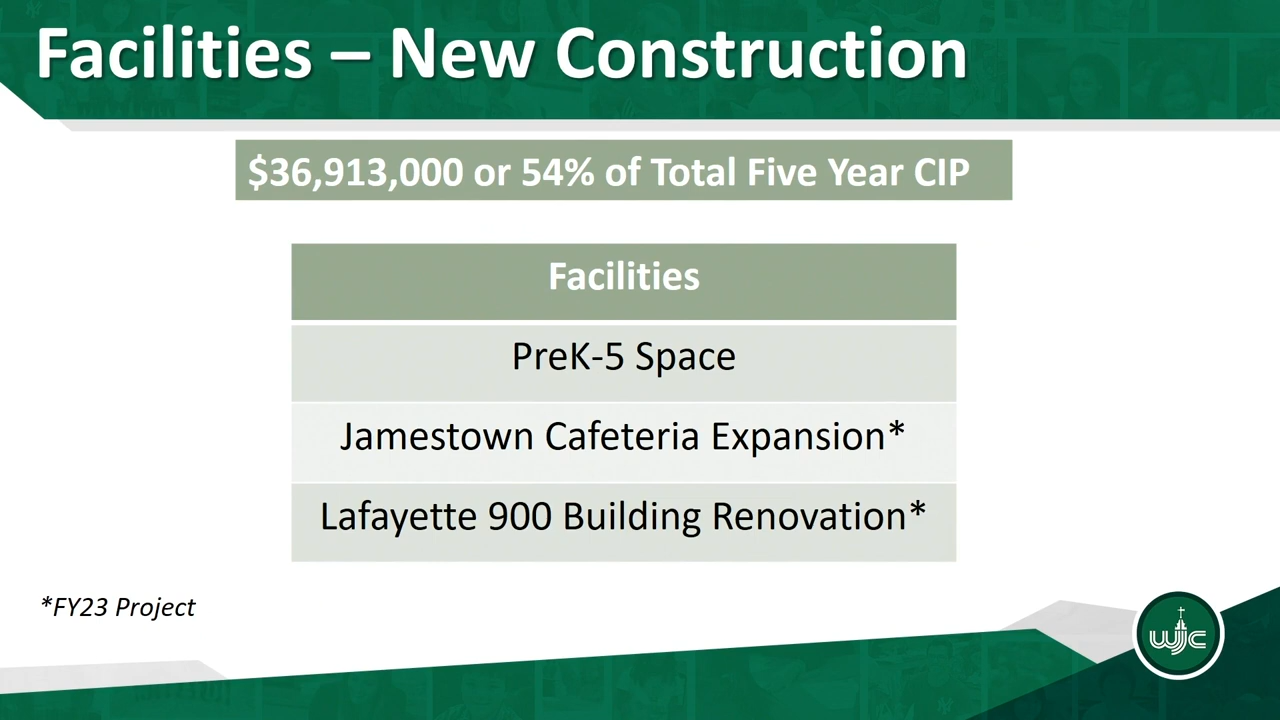 Facilities – New Construction
$36,913,000 or 54% of Total Five Year CIP
Facilities
PreK-5 Space
Jamestown Cafeteria Expansion*
Lafayette 900 Building Renovation*
*FY23 Project
WJC